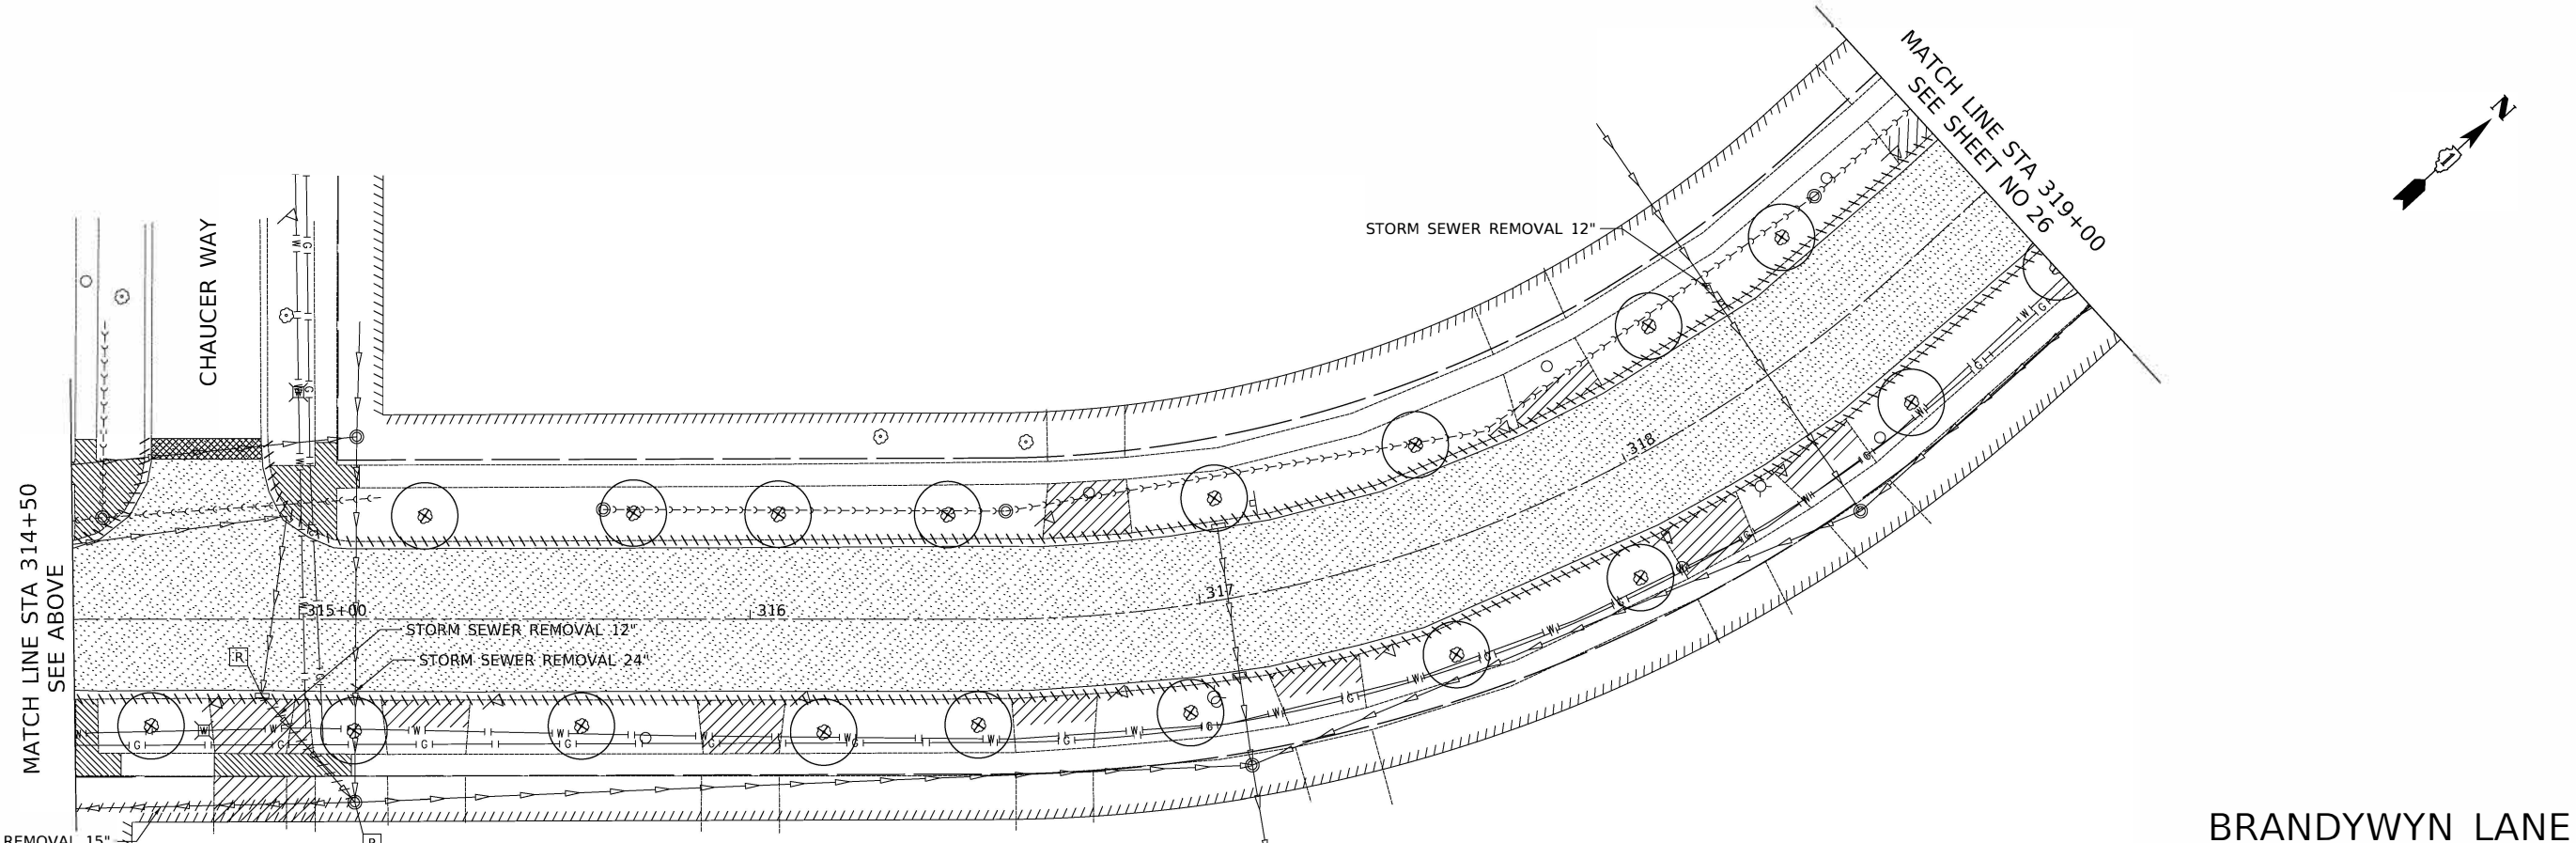 MATCH LINE STA 319+00
SEE SHEET NO 26
N
1
STORM SEWER REMOVAL 12"
CHAUCER WAY
318
317
316
315+00
STORM SEWER REMOVAL 12"
STORM SEWER REMOVAL 24"
R
MATCH LINE STA 314+50
SEE ABOVE
REMOVAL 15"
BRANDYWYN LANE